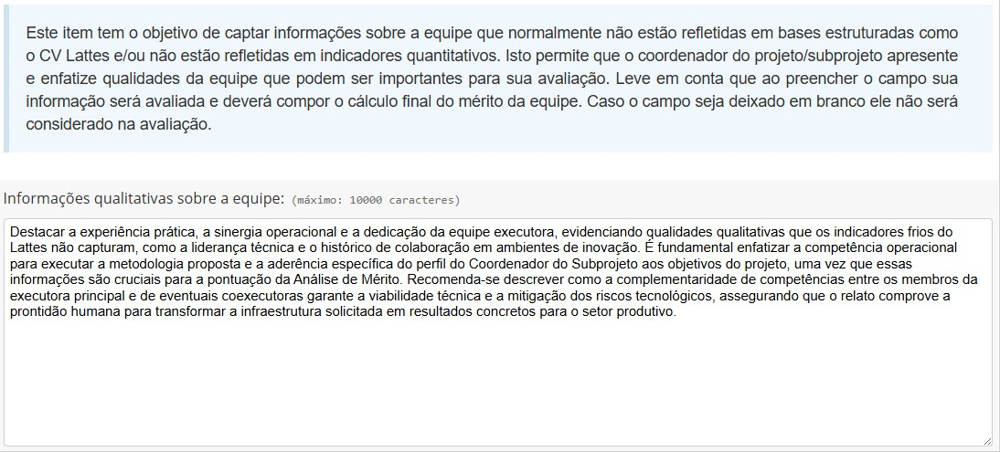 Este item tem o objetivo de captar informações sobre a equipe que normalmente não estão refletidas em bases estruturadas como
o CV Lattes e/ou não estão refletidas em indicadores quantitativos. Isto permite que o coordenador do projeto/subprojeto apresente
e enfatize qualidades da equipe que podem ser importantes para sua avaliação. Leve em conta que ao preencher o campo sua
informação será avaliada e deverá compor o cálculo final do mérito da equipe. Caso o campo seja deixado em branco ele não será
considerado na avaliação.
Informações qualitativas sobre a equipe: (máximo: 10000 caracteres)
Destacar a experiência prática, a sinergia operacional e a dedicação da equipe executora, evidenciando qualidades qualitativas que os indicadores frios do
Lattes não capturam, como a liderança técnica e o histórico de colaboração em ambientes de inovação. É fundamental enfatizar a competência operacional
para executar a metodologia proposta e a aderência específica do perfil do Coordenador do Subprojeto aos objetivos do projeto, uma vez que essas
informações são cruciais para a pontuação da Análise de Mérito. Recomenda-se descrever como a complementaridade de competências entre os membros da
executora principal e de eventuais coexecutoras garante a viabilidade técnica e a mitigação dos riscos tecnológicos, assegurando que o relato comprove a
prontidão humana para transformar a infraestrutura solicitada em resultados concretos para o setor produtivo.